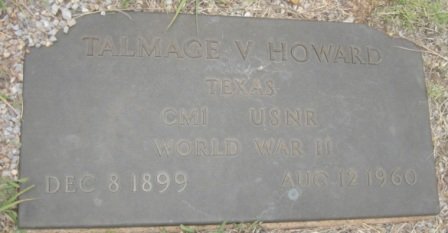 TALMAGE V HOWARD
TEXAS
CM1 USNR
WORLD WAR II
DEC 8 1899 AUG 12 1960